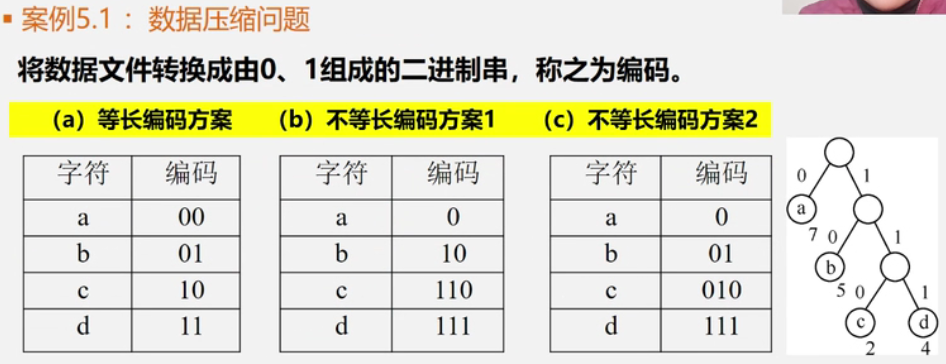 ▪ 案例5.1 ：数据压缩问题
将数据文件转换成由0、1组成的二进制串，称之为编码。
（a）等长编码方案 （b）不等长编码方案1 （c）不等长编码方案2
字符 编码
a 00
b 01
c 10
d 11
字符 编码
a 0
b 10
c 110
d 111
字符 编码
a 0
b 01
c 010
d 111
0 1
a
7 0 1
b
5 0 1
c d
2 4